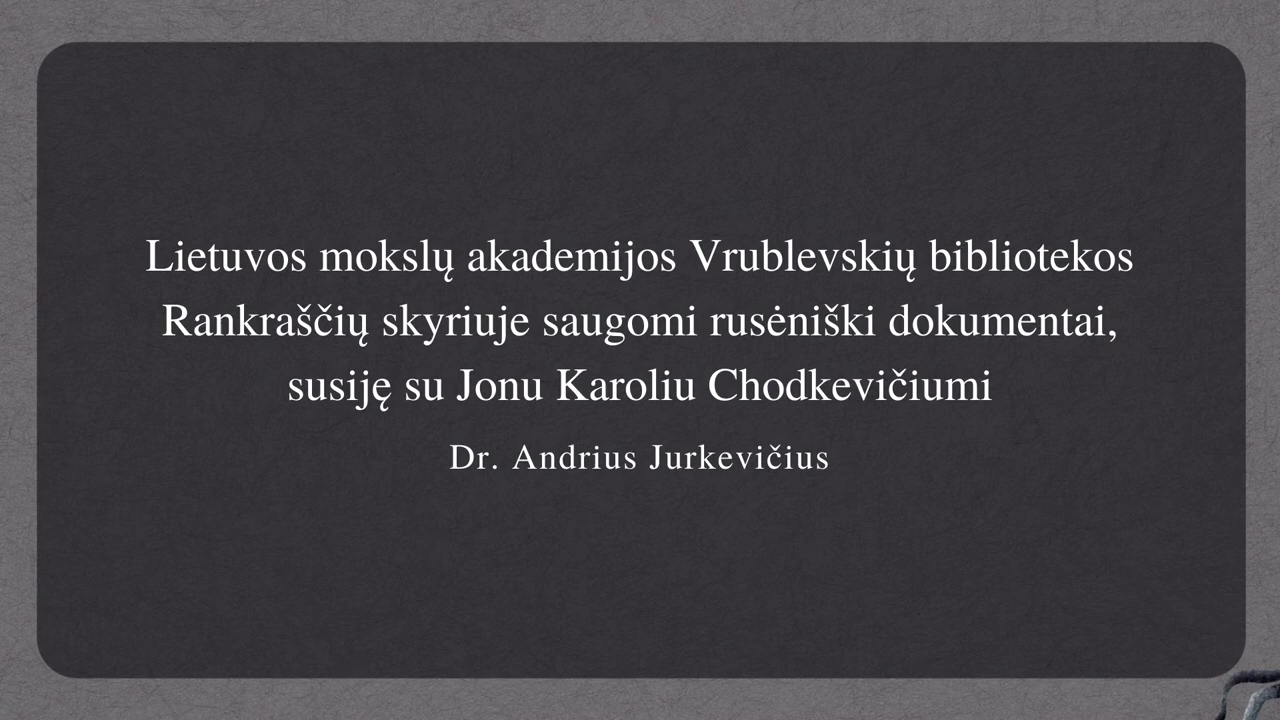 Lietuvos mokslų akademijos Vrublevskių bibliotekos
Rankraščių skyriuje saugomi rusėniški dokumentai,
susiję su Jonu Karoliu Chodkevičiumi
Dr. Andrius Jurkevičius